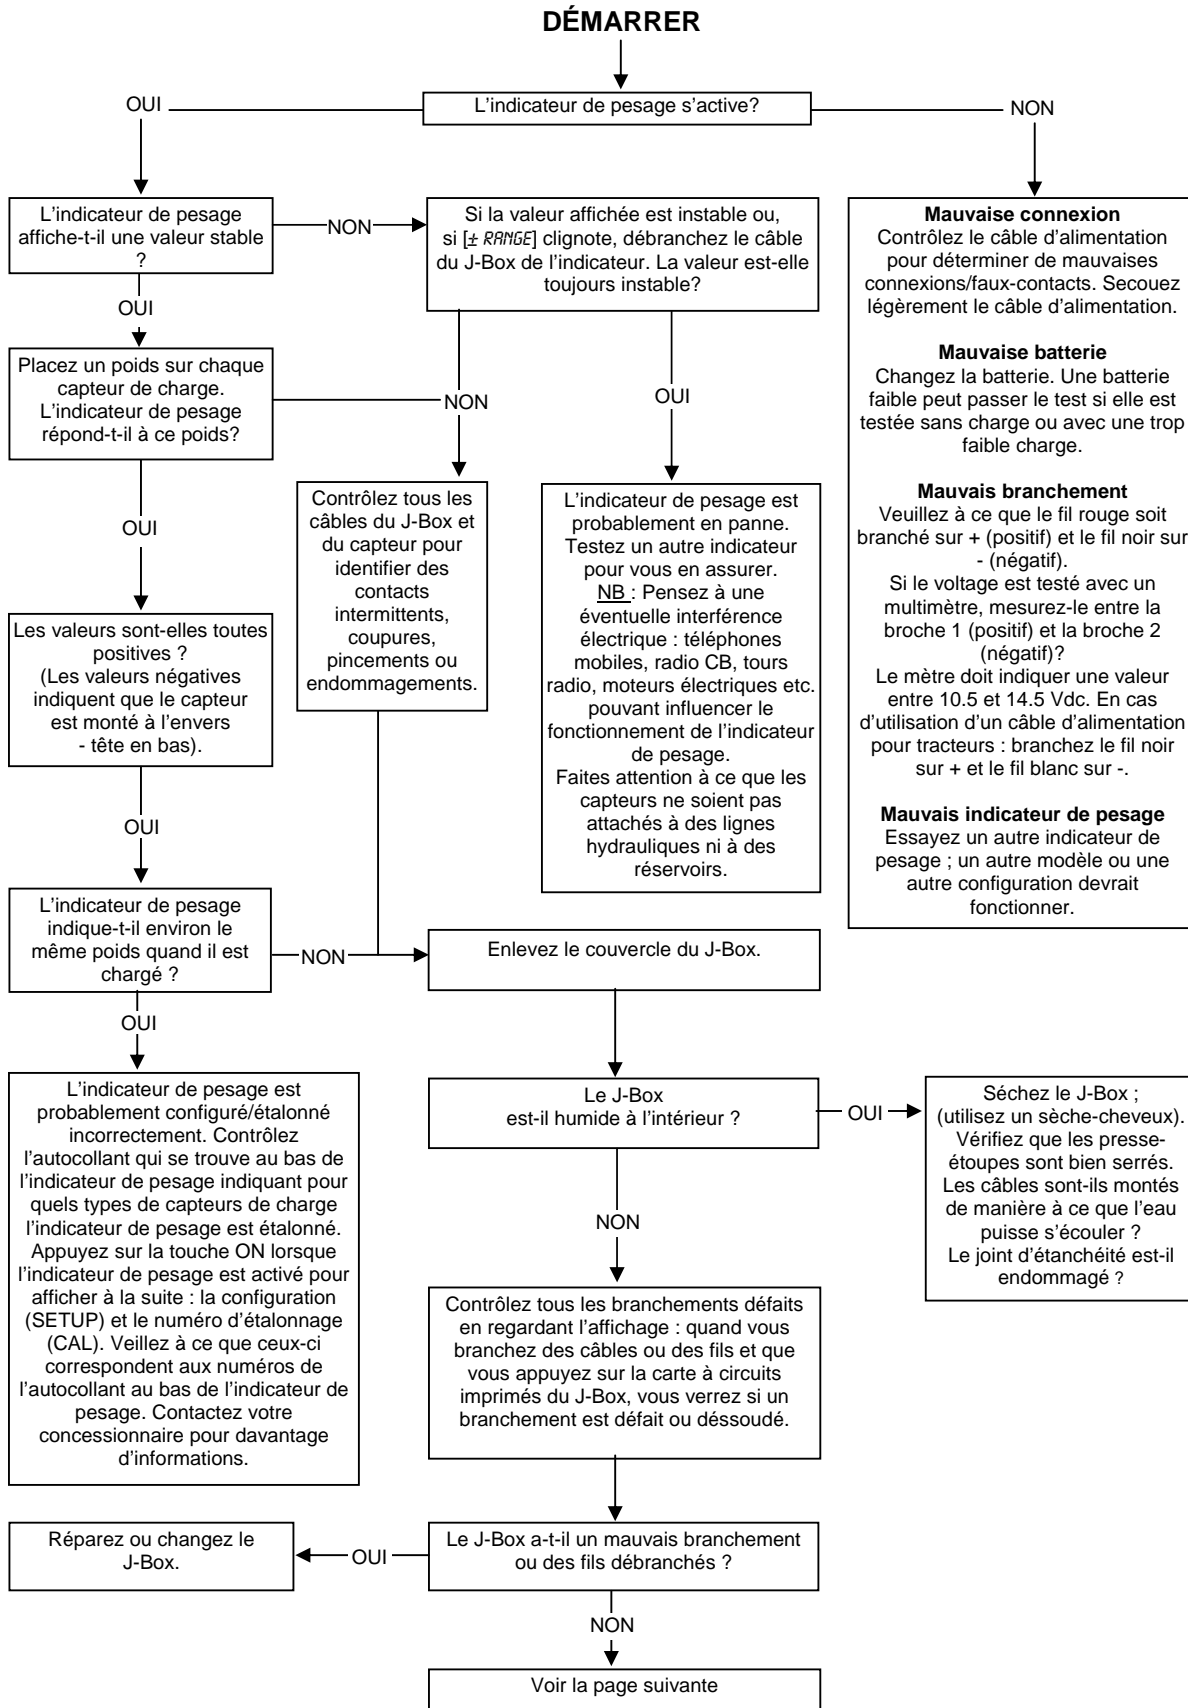 DÉMARRER
L'indicateur de pesage s'active?
OUI
NON
L'indicateur de pesage
affiche-t-il une valeur stable
?
NON
Si la valeur affichée est instable ou,
si [± RANGE] clignote, débranchez le câble
du J-Box de l'indicateur. La valeur est-elle
toujours instable?
Mauvaise connexion
Contrôlez le câble d'alimentation
pour déterminer de mauvaises
connexions/faux-contacts. Secouez
légèrement le câble d'alimentation.
Mauvaise batterie
Changez la batterie. Une batterie
faible peut passer le test si elle est
testée sans charge ou avec une trop
faible charge.
Mauvais branchement
Veuillez à ce que le fil rouge soit
branché sur + (positif) et le fil noir sur
- (négatif).
Si le voltage est testé avec un
multimètre, mesurez-le entre la
broche 1 (positif) et la broche 2
(négatif)?
Le mètre doit indiquer une valeur
entre 10.5 et 14.5 Vdc. En cas
d'utilisation d'un câble d'alimentation
pour tracteurs : branchez le fil noir
sur + et le fil blanc sur -.
Mauvais indicateur de pesage
Essayez un autre indicateur de
pesage ; un autre modèle ou une
autre configuration devrait
fonctionner.
OUI
Placez un poids sur chaque
capteur de charge.
L'indicateur de pesage
répond-t-il à ce poids?
NON
OUI
OUI
Contrôlez tous les
câbles du J-Box et
du capteur pour
identifier des
contacts
intermittents,
coupures,
pincements ou
endommagements.
L'indicateur de pesage est
probablement en panne.
Testez un autre indicateur
pour vous en assurer.
NB : Pensez à une
éventuelle interférence
électrique : téléphones
mobiles, radio CB, tours
radio, moteurs électriques etc.
pouvant influencer le
fonctionnement de l'indicateur
de pesage.
Faites attention à ce que les
capteurs ne soient pas
attachés à des lignes
hydrauliques ni à des
réservoirs.
Les valeurs sont-elles toutes
positives ?
(Les valeurs négatives
indiquent que le capteur
est monté à l'envers
- tête en bas).
OUI
L'indicateur de pesage
indique-t-il environ le
même poids quand il est
chargé ?
NON
Enlevez le couvercle du J-Box.
OUI
L'indicateur de pesage est
probablement configuré/étalonné
incorrectement. Contrôlez
l'autocollant qui se trouve au bas de
l'indicateur de pesage indiquant pour
quels types de capteurs de charge
l'indicateur de pesage est étalonné.
Appuyez sur la touche ON lorsque
l'indicateur de pesage est activé pour
afficher à la suite : la configuration
(SETUP) et le numéro d'étalonnage
(CAL). Veillez à ce que ceux-ci
correspondent aux numéros de
l'autocollant au bas de l'indicateur de
pesage. Contactez votre
concessionnaire pour davantage
d'informations.
Le J-Box
est-il humide à l'intérieur ?
OUI
Séchez le J-Box ;
(utilisez un sèche-cheveux).
Vérifiez que les presse-
étoupes sont bien serrés.
Les câbles sont-ils montés
de manière à ce que l'eau
puisse s'écouler ?
Le joint d'étanchéité est-il
endommagé ?
NON
Contrôlez tous les branchements défaits
en regardant l'affichage : quand vous
branchez des câbles ou des fils et que
vous appuyez sur la carte à circuits
imprimés du J-Box, vous verrez si un
branchement est défait ou déssoudé.
Le J-Box a-t-il un mauvais branchement
ou des fils débranchés ?
OUI
Réparez ou changez le
J-Box.
NON
Voir la page suivante